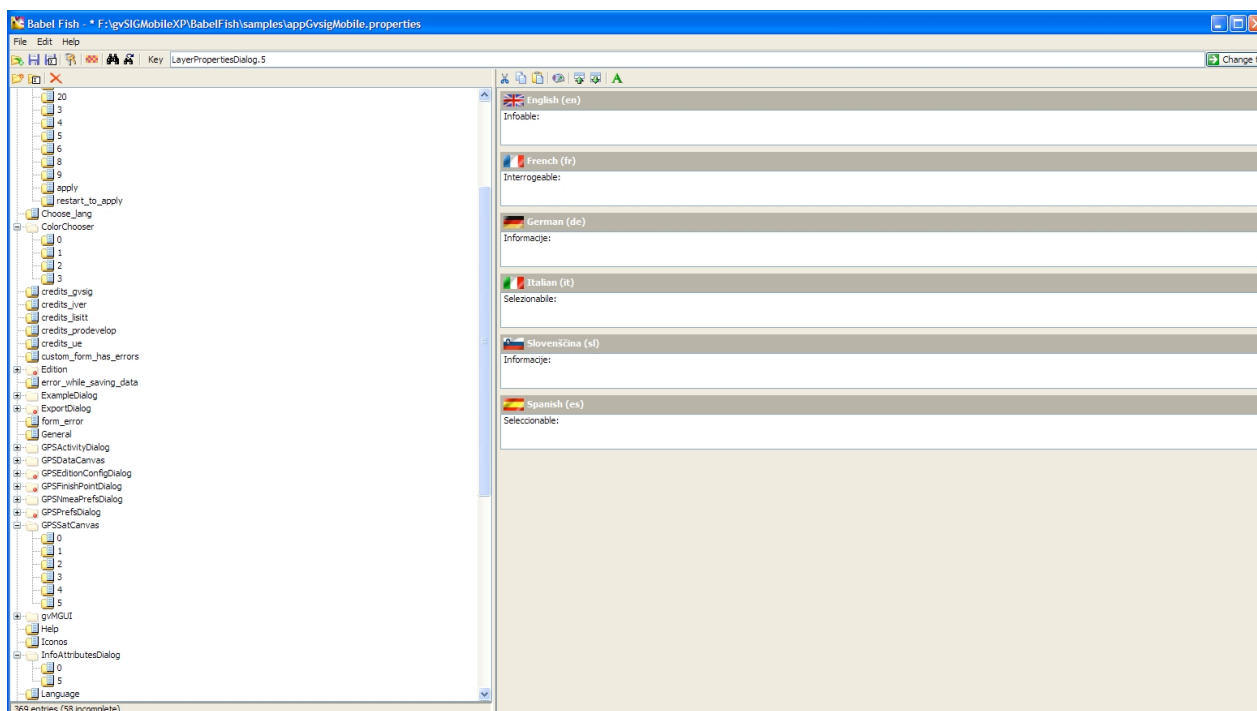 Babel Fish - * F:\gvSIGMobileXP\BabelFish\samples\appGvsigMobile.properties
File Edit Help
Key LayerPropertiesDialog.5 Change
20
3
4
5
6
8
9
apply
restart_to_apply
Choose_lang
ColorChooser
0
1
2
3
credits_gvsig
credits_iver
credits_lisitt
credits_prodevelop
credits_ue
custom_form_has_errors
Edition
error_while_saving_data
ExampleDialog
ExportDialog
form_error
General
GPSActivityDialog
GPSDataCanvas
GPSEditionConfigDialog
GPSFinishPointDialog
GPSNmeaPrefsDialog
GPSPrefsDialog
GPSSatCanvas
0
1
2
3
4
5
gvMGUI
Help
Iconos
InfoAttributesDialog
0
5
Language
369 entries (58 incomplete)
English (en)
Infoable:
French (fr)
Interrogeable:
German (de)
Informacije:
Italian (it)
Selezionabile:
Slovenščina (sl)
Informacije:
Spanish (es)
Seleccionable: